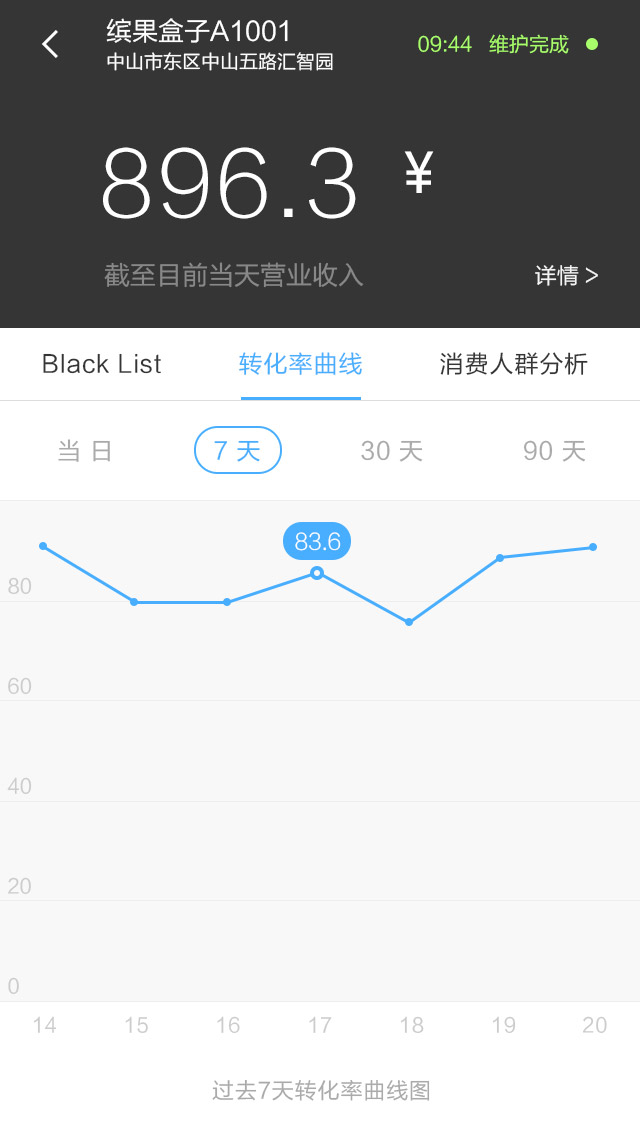 缤果盒子A1001
中山市东区中山五路汇智园
09:44 维护完成
896.3 ¥
截至目前当天营业收入
详情 >
Black List 转化率曲线 消费人群分析
当 日 7 天 30 天 90 天
83.6
80
60
40
20
0
14 15 16 17 18 19 20
过去7天转化率曲线图